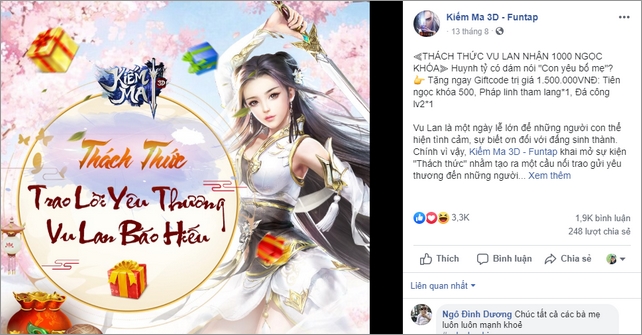 KIẾM
MA 3D
Thách Thức
Trao Lời Yêu Thương
Vu Lan Báo Hiếu
Kiếm Ma 3D - Funtap
13 tháng 8
≪THÁCH THỨC VU LAN NHẬN 1000 NGỌC
KHÓA≫ Huynh tỷ có dám nói "Con yêu bố mẹ"?
👉 Tặng ngay Giftcode trị giá 1.500.000VNĐ: Tiên
ngọc khóa 500, Pháp linh tham lang*1, Đá công
lv2*1
Vu Lan là một ngày lễ lớn để những người con thể
hiện tình cảm, sự biết ơn đối với đấng sinh thành.
Chính vì vậy, Kiếm Ma 3D - Funtap khai mở sự kiện
"Thách thức" nhằm tạo ra một cầu nối trao gửi yêu
thương đến những người... Xem thêm
3,3K
1,9K bình luận
248 lượt chia sẻ
Thích Bình luận Chia sẻ
Liên quan nhất
Ngó Đình Dương Chúc tất cả các bà mẹ
luôn luôn mạnh khoẻ